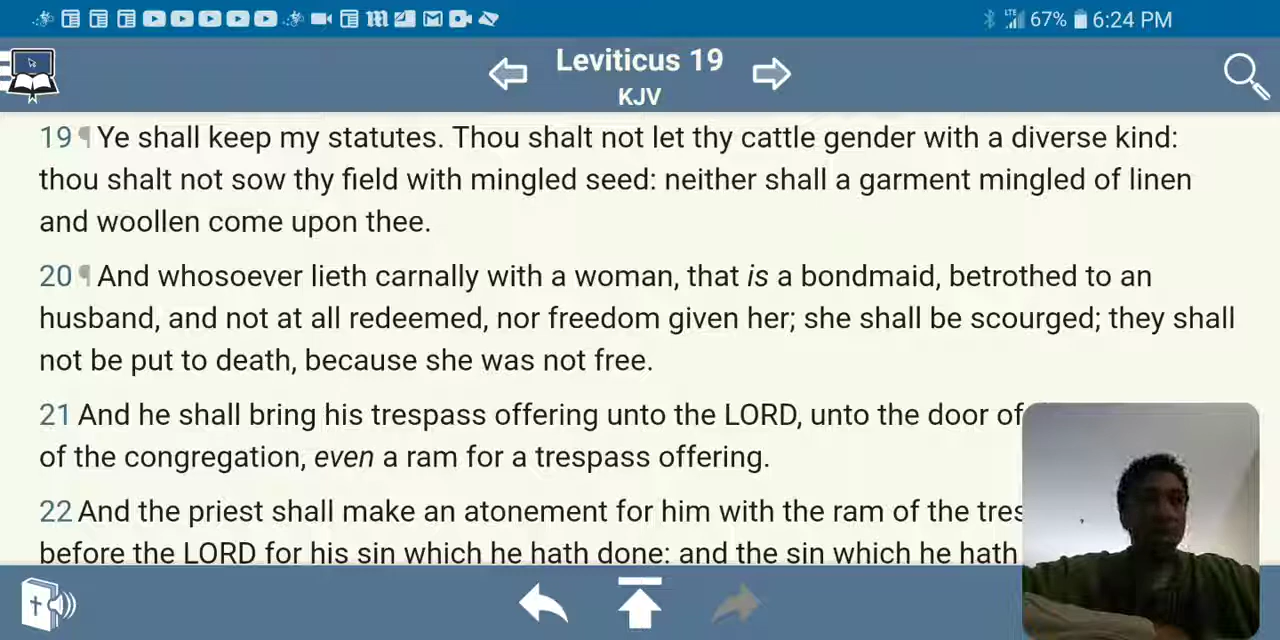 67% 6:24 PM
Leviticus 19
KJV
19 ¶ Ye shall keep my statutes. Thou shalt not let thy cattle gender with a diverse kind:
thou shalt not sow thy field with mingled seed: neither shall a garment mingled of linen
and woollen come upon thee.
20 ¶ And whosoever lieth carnally with a woman, that is a bondmaid, betrothed to an
husband, and not at all redeemed, nor freedom given her; she shall be scourged; they shall
not be put to death, because she was not free.
21 And he shall bring his trespass offering unto the LORD, unto the door of
of the congregation, even a ram for a trespass offering.
22 And the priest shall make an atonement for him with the ram of the tres
before the LORD for his sin which he hath done: and the sin which he hath